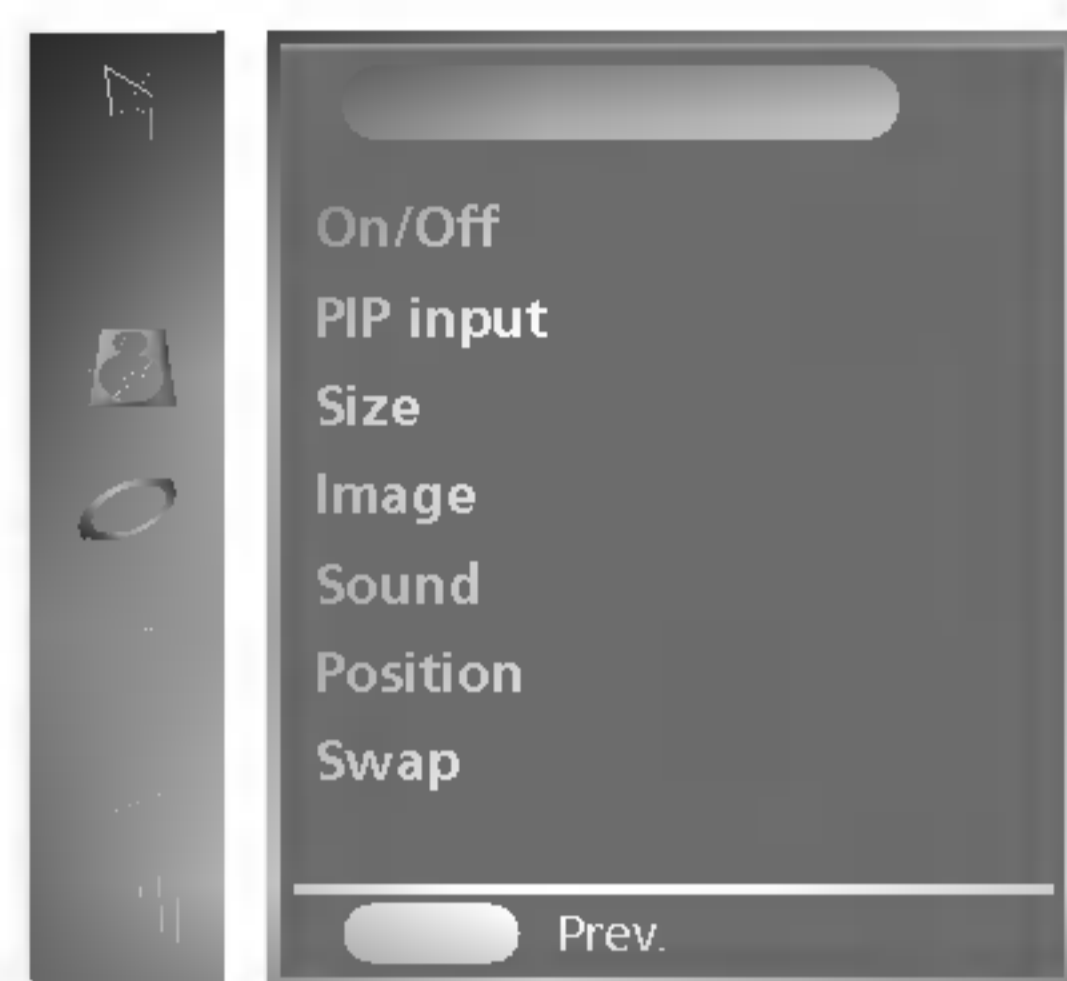 On/Off
PIP input
Size
Image
Sound
Position
Swap
Prev.